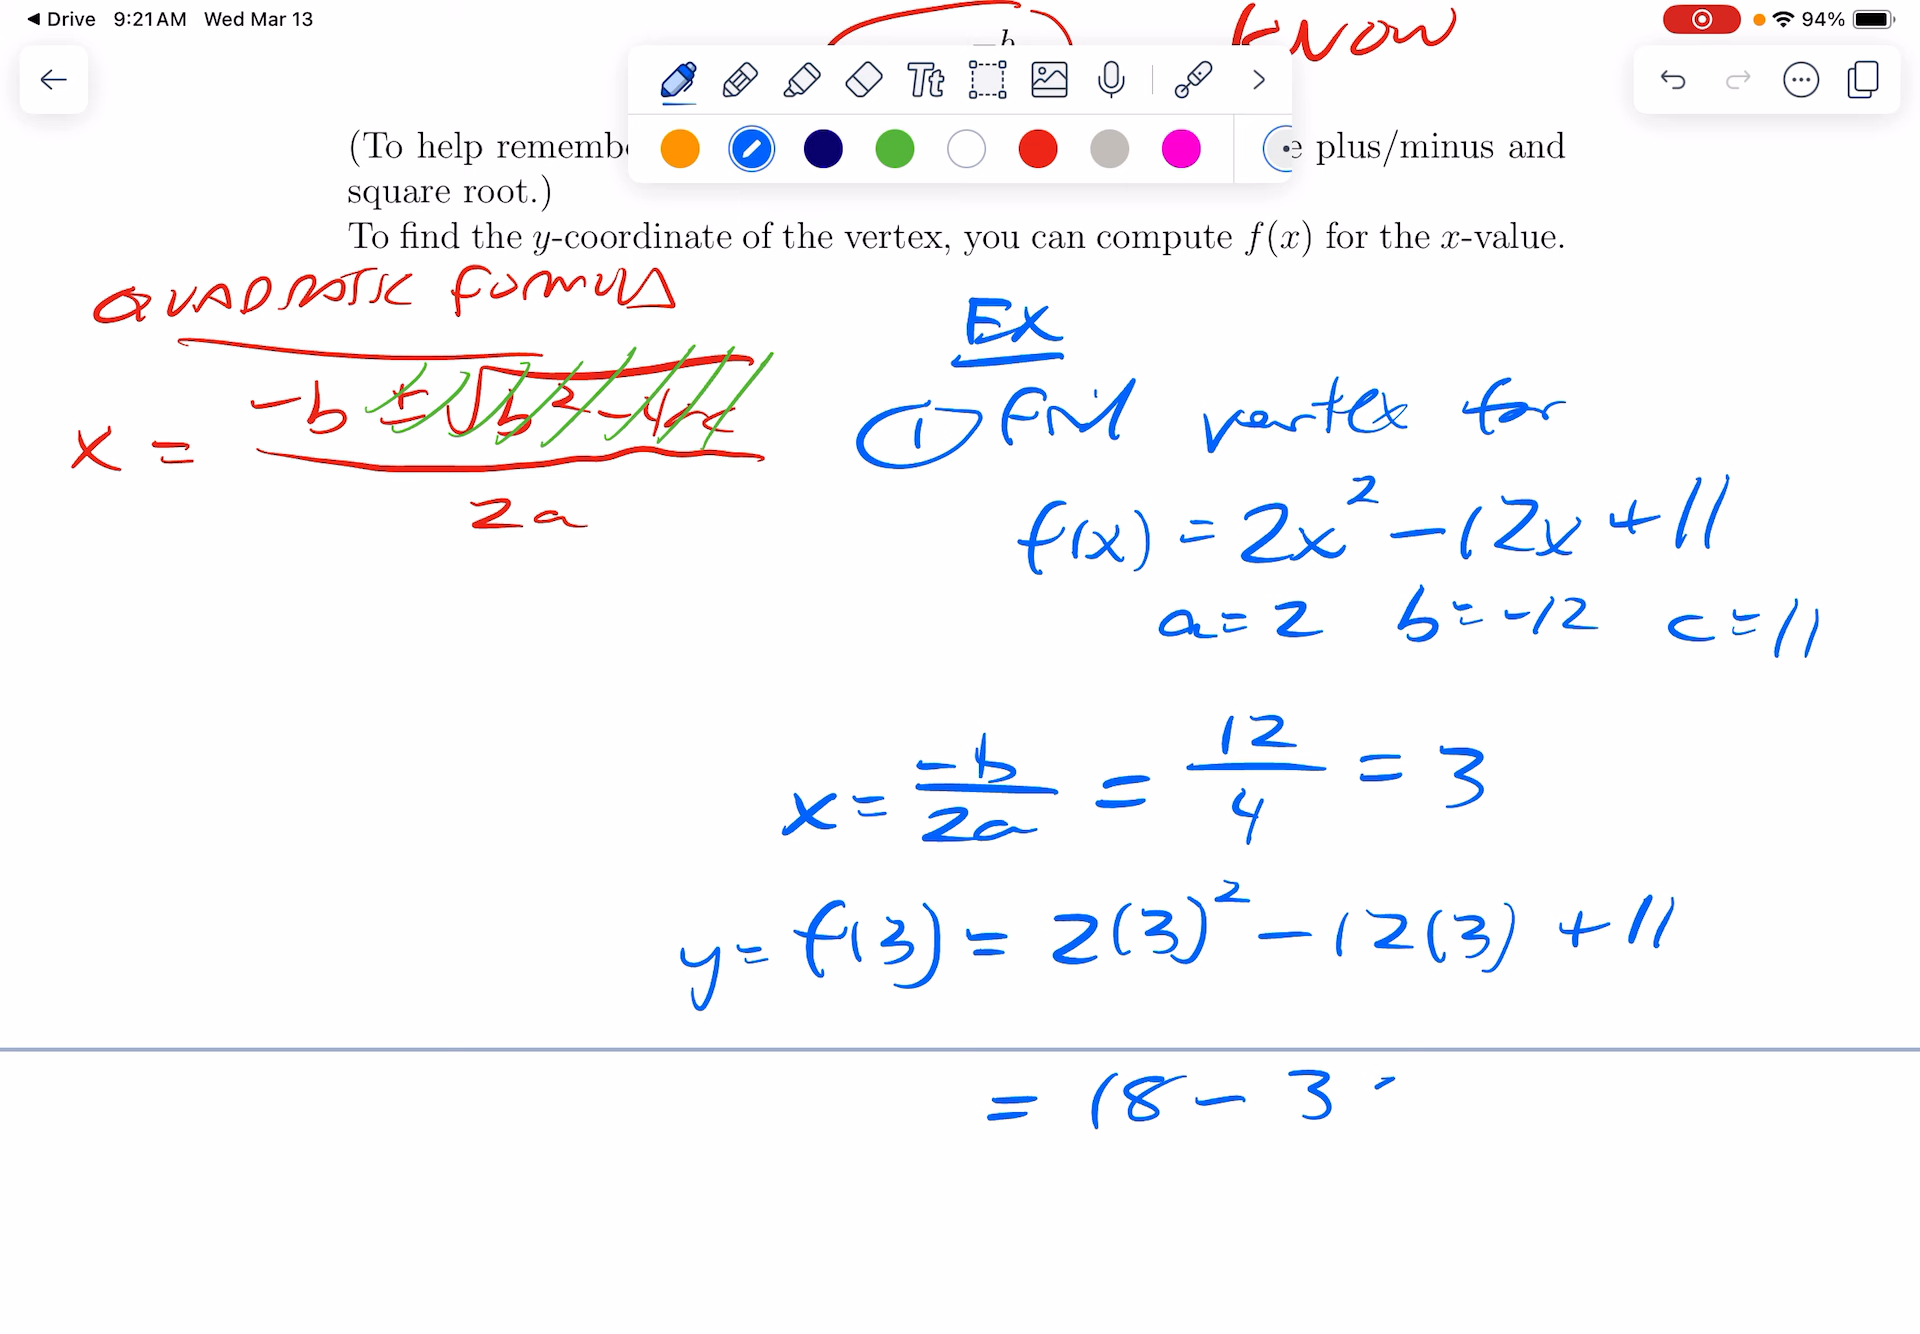 Drive 9:21 AM Wed Mar 13 94%
-b KNOW
Tt
(To help remembe e plus/minus and
square root.)
To find the y-coordinate of the vertex, you can compute f(x) for the x-value.
QUADRATIC FORMULA
x = -b ± √b² - 4ac / 2a
EX
① Find vertex for
f(x) = 2x² - 12x + 11
a = 2 b = -12 c = 11
x = -b/2a = 12/4 = 3
y = f(3) = 2(3)² - 12(3) + 11
= 18 - 3